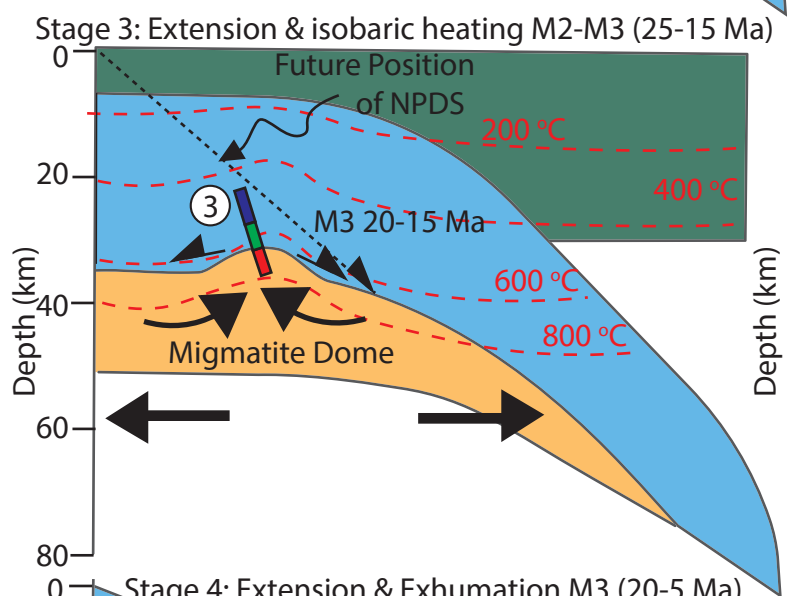 Stage 3: Extension & isobaric heating M2-M3 (25-15 Ma)
0
Future Position
of NPDS
200 °C
20
400 °C
3
M3 20-15 Ma
600 °C
40
800 °C
Migmatite Dome
Depth (km)
Depth (km)
60
80
0
Stage 4: Extension & Exhumation M3 (20-5 Ma)